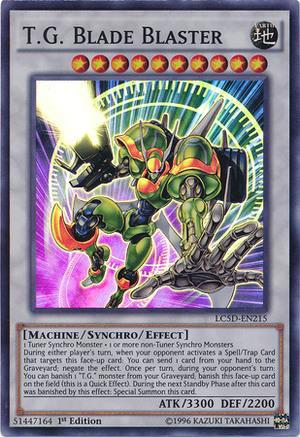 T.G. BLADE BLASTER
EARTH
地
LC5D-EN215
[MACHINE/SYNCHRO/EFFECT]
1 Tuner Synchro Monster + 1 or more non-Tuner Synchro Monsters
During either player's turn, when your opponent activates a Spell/Trap Card
that targets this face-up card: You can send 1 card from your hand to the
Graveyard; negate the effect. Once per turn, during your opponent's turn:
You can banish 1 "T.G." monster from your Graveyard; banish this face-up card
on the field (this is a Quick Effect). During the next Standby Phase after this card
was banished by this effect: Special Summon this card.
ATK/3300 DEF/2200
51447164 1st Edition ©1996 KAZUKI TAKAHASHI